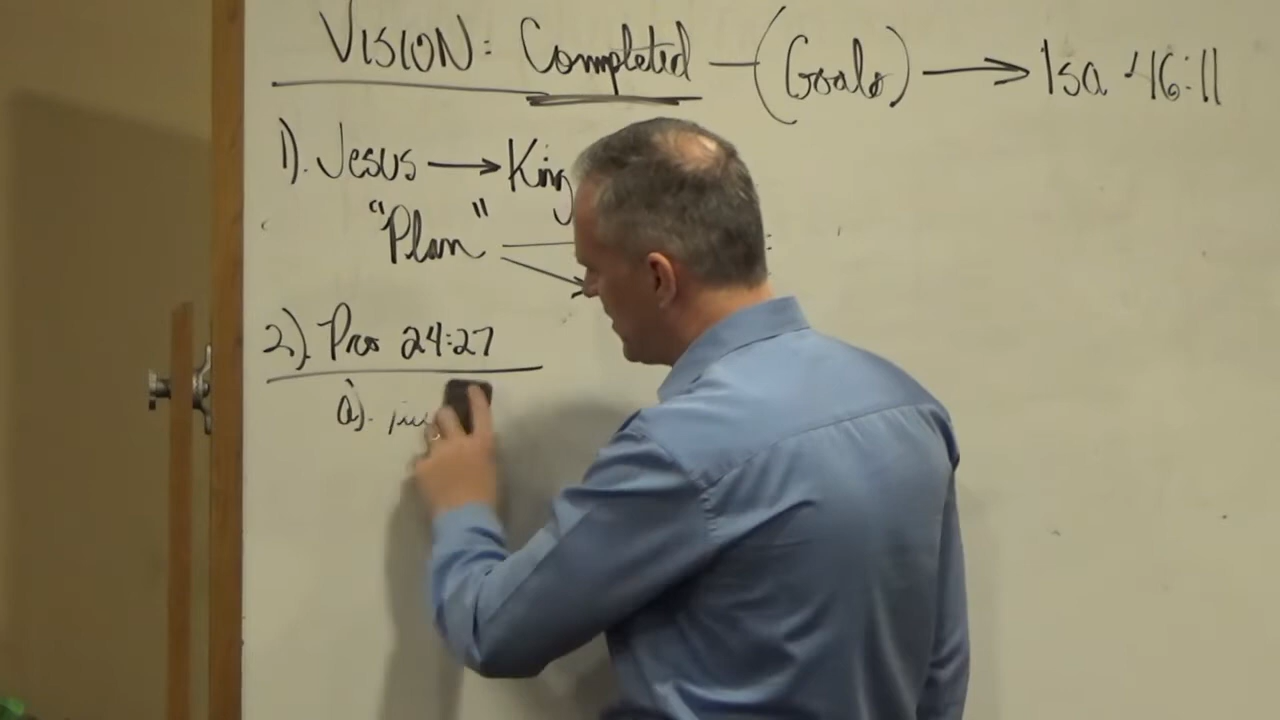 VISION: Completed — (Goals) → Isa 46:11
1). Jesus → King
"Plan"
2). Pro 24:27
a).